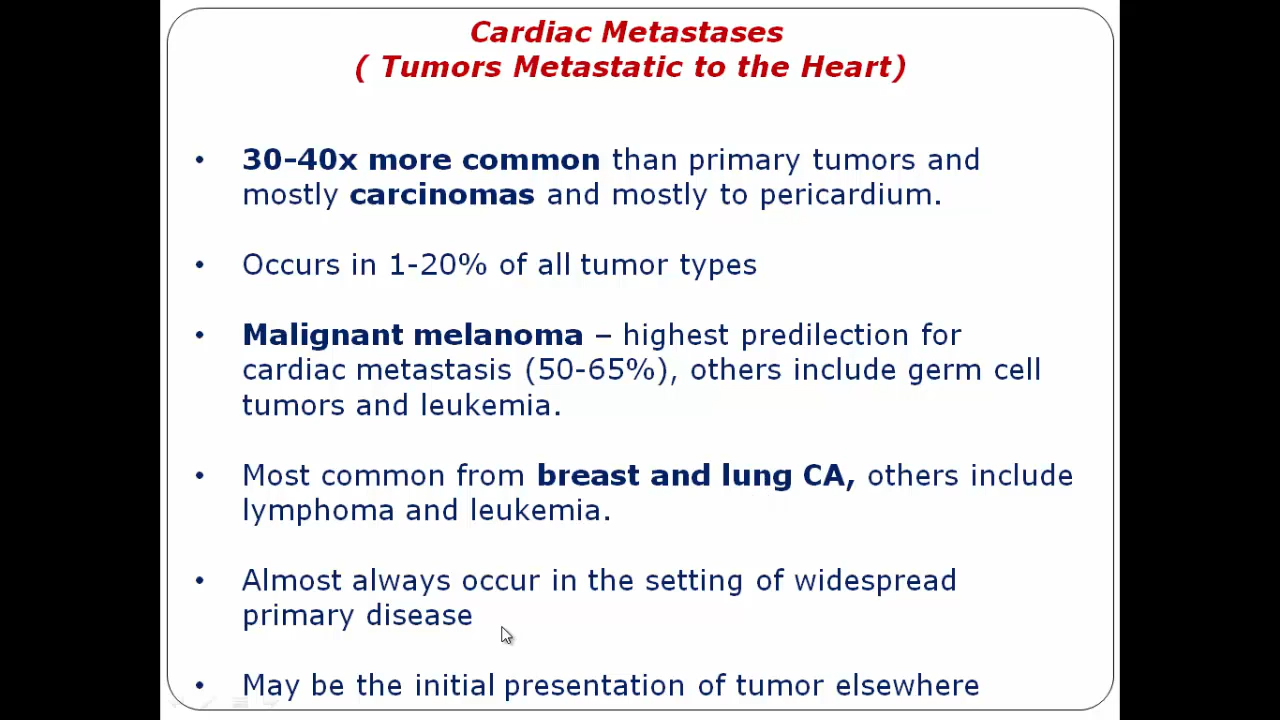 Cardiac Metastases
( Tumors Metastatic to the Heart)
• 30-40x more common than primary tumors and
mostly carcinomas and mostly to pericardium.
• Occurs in 1-20% of all tumor types
• Malignant melanoma – highest predilection for
cardiac metastasis (50-65%), others include germ cell
tumors and leukemia.
• Most common from breast and lung CA, others include
lymphoma and leukemia.
• Almost always occur in the setting of widespread
primary disease
• May be the initial presentation of tumor elsewhere